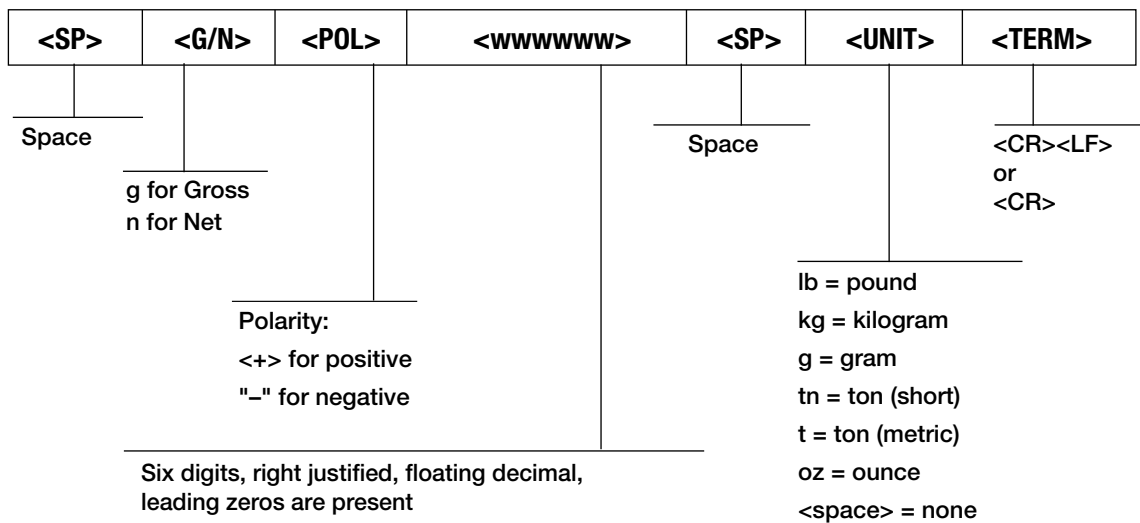 <SP> <G/N> <POL> <wwwwww> <SP> <UNIT> <TERM>
Space
g for Gross
n for Net
Polarity:
<+> for positive
"–" for negative
Six digits, right justified, floating decimal,
leading zeros are present
Space
lb = pound
kg = kilogram
g = gram
tn = ton (short)
t = ton (metric)
oz = ounce
<space> = none
<CR><LF>
or
<CR>